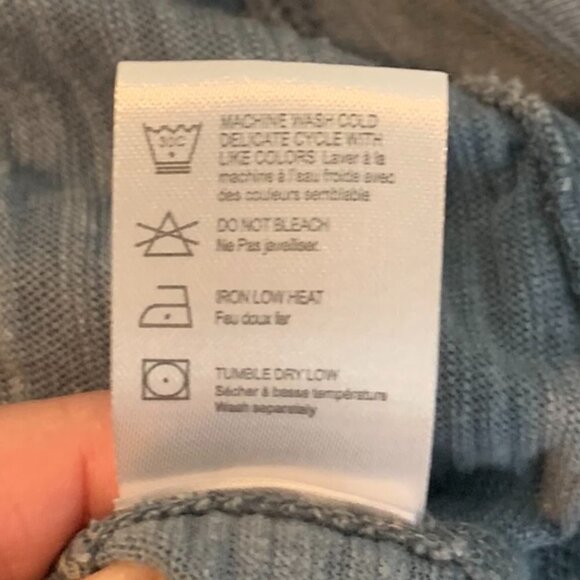 30C
MACHINE WASH COLD
DELICATE CYCLE WITH
LIKE COLORS. Laver à la
machine à l'eau froide avec
des couleurs semblable
DO NOT BLEACH
Ne Pas javelliser.
IRON LOW HEAT
Feu doux fer
TUMBLE DRY LOW
Sécher à basse température
Wash separately